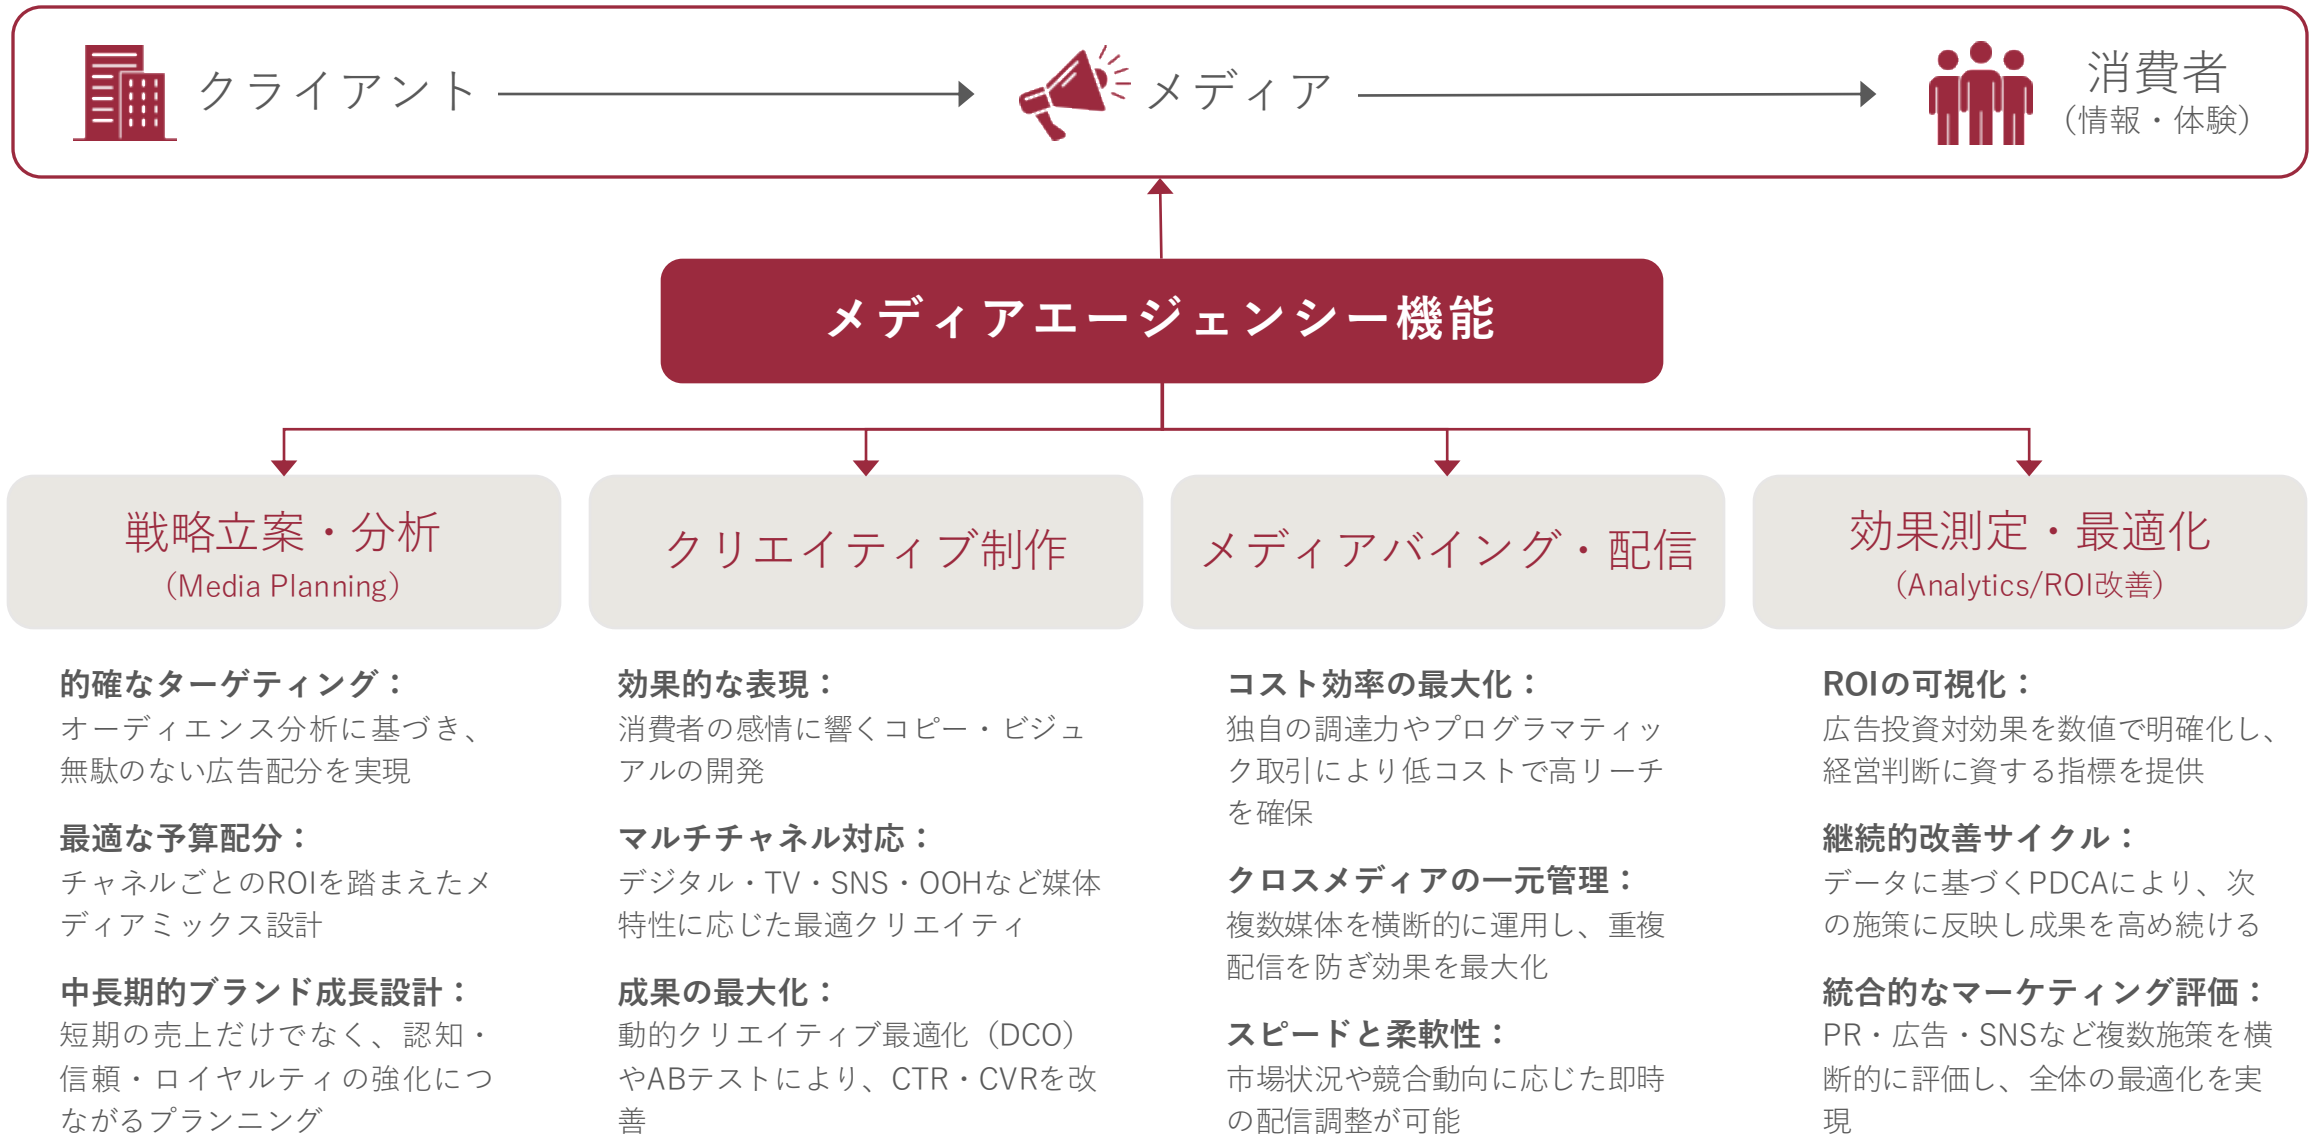 クライアント
メディア
消費者
（情報・体験）
メディアエージェンシー機能
戦略立案・分析
（Media Planning）
クリエイティブ制作
メディアバイイング・配信
効果測定・最適化
（Analytics/ROI改善）
的確なターゲティング：
オーディエンス分析に基づき、
無駄のない広告配分を実現
最適な予算配分：
チャネルごとのROIを踏まえたメ
ディアミックス設計
中長期的ブランド成長設計：
短期の売上だけでなく、認知・
信頼・ロイヤルティの強化につ
ながるプランニング
効果的な表現：
消費者の感情に響くコピー・ビジュ
アルの開発
マルチチャネル対応：
デジタル・TV・SNS・OOHなど媒体
特性に応じた最適クリエイティ
成果の最大化：
動的クリエイティブ最適化（DCO）
やABテストにより、CTR・CVRを改
善
コスト効率の最大化：
独自の調達力やプログラマティッ
ク取引により低コストで高リーチ
を確保
クロスメディアの一元管理：
複数媒体を横断的に運用し、重複
配信を防ぎ効果を最大化
スピードと柔軟性：
市場状況や競合動向に応じた即時
の配信調整が可能
ROIの可視化：
広告投資対効果を数値で明確化し、
経営判断に資する指標を提供
継続的改善サイクル：
データに基づくPDCAにより、次
の施策に反映し成果を高め続ける
統合的なマーケティング評価：
PR・広告・SNSなど複数施策を横
断的に評価し、全体の最適化を実
現